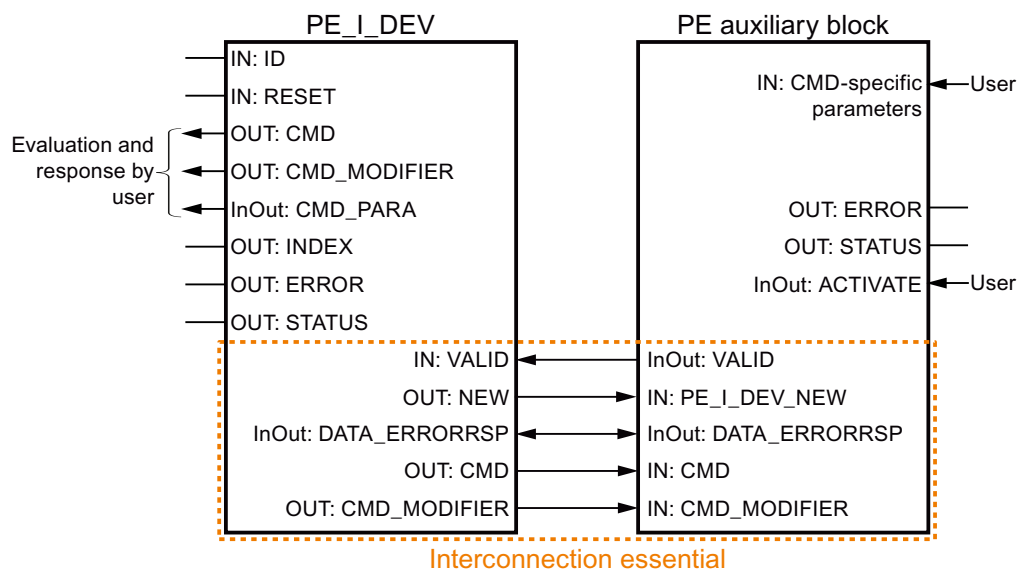 PE_I_DEV
PE auxiliary block
IN: ID
IN: RESET
OUT: CMD
OUT: CMD_MODIFIER
InOut: CMD_PARA
OUT: INDEX
OUT: ERROR
OUT: STATUS
Evaluation and
response by
user
IN: CMD-specific
parameters
User
OUT: ERROR
OUT: STATUS
InOut: ACTIVATE
User
IN: VALID
InOut: VALID
OUT: NEW
IN: PE_I_DEV_NEW
InOut: DATA_ERRORRSP
InOut: DATA_ERRORRSP
OUT: CMD
IN: CMD
OUT: CMD_MODIFIER
IN: CMD_MODIFIER
Interconnection essential